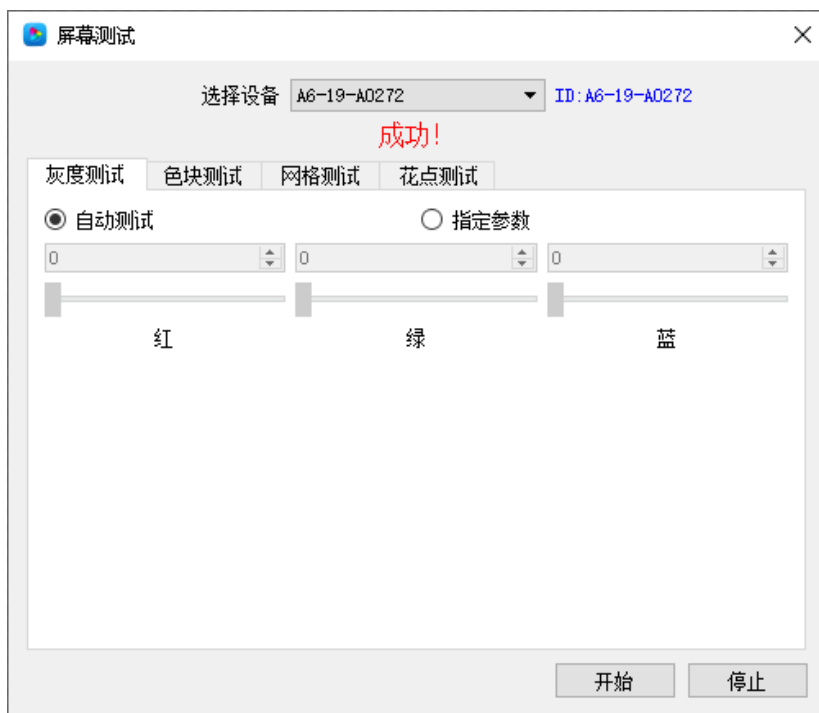 屏幕测试
选择设备 A6-19-A0272 ID:A6-19-A0272
成功!
灰度测试 色块测试 网格测试 花点测试
自动测试 指定参数
0 0 0
红 绿 蓝
开始 停止